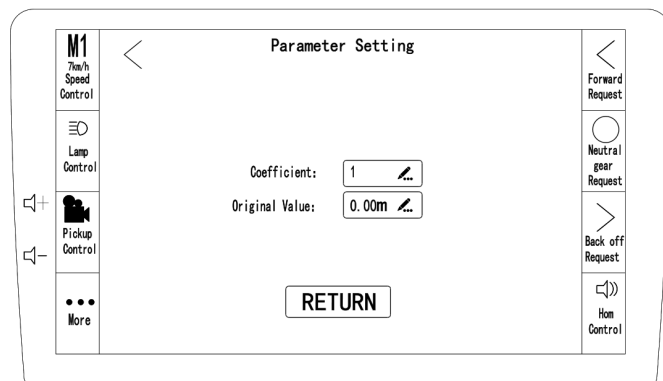 M1
7km/h
Speed
Control
Lamp
Control
Pickup
Control
More
Parameter Setting
Coefficient: 1
Original Value: 0.00m
RETURN
Forward
Request
Neutral
gear
Request
Back off
Request
Hom
Control